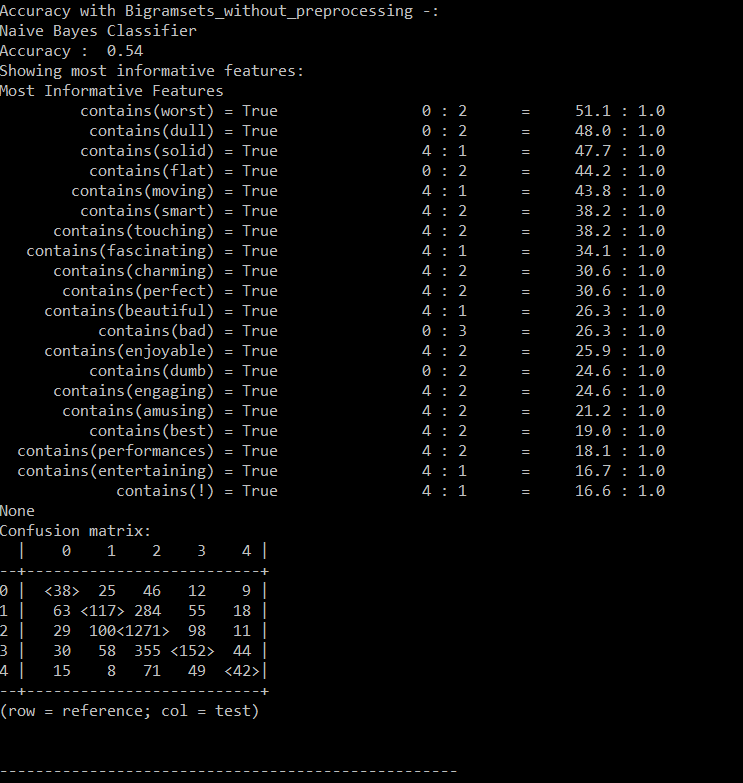 Accuracy with Bigramsets_without_preprocessing -:
Naive Bayes Classifier
Accuracy :  0.54
Showing most informative features:
Most Informative Features
         contains(worst) = True                0 : 2      =     51.1 : 1.0
          contains(dull) = True                0 : 2      =     48.0 : 1.0
         contains(solid) = True                4 : 1      =     47.7 : 1.0
          contains(flat) = True                0 : 2      =     44.2 : 1.0
        contains(moving) = True                4 : 1      =     43.8 : 1.0
         contains(smart) = True                4 : 2      =     38.2 : 1.0
      contains(touching) = True                4 : 2      =     38.2 : 1.0
   contains(fascinating) = True                4 : 1      =     34.1 : 1.0
      contains(charming) = True                4 : 2      =     30.6 : 1.0
       contains(perfect) = True                4 : 2      =     30.6 : 1.0
     contains(beautiful) = True                4 : 1      =     26.3 : 1.0
           contains(bad) = True                0 : 3      =     26.3 : 1.0
     contains(enjoyable) = True                4 : 2      =     25.9 : 1.0
          contains(dumb) = True                0 : 2      =     24.6 : 1.0
      contains(engaging) = True                4 : 2      =     24.6 : 1.0
       contains(amusing) = True                4 : 2      =     21.2 : 1.0
          contains(best) = True                4 : 2      =     19.0 : 1.0
  contains(performances) = True                4 : 2      =     18.1 : 1.0
  contains(entertaining) = True                4 : 1      =     16.7 : 1.0
             contains(!) = True                4 : 1      =     16.6 : 1.0
None
Confusion matrix:
  |    0    1    2    3    4 |
--+--------------------------+
0 |  <38>  25   46   12    9 |
1 |   63 <117> 284   55   18 |
2 |   29  100<1271>  98   11 |
3 |   30   58  355 <152>  44 |
4 |   15    8   71   49  <42>|
--+--------------------------+
(row = reference; col = test)
----------------------------------------------------